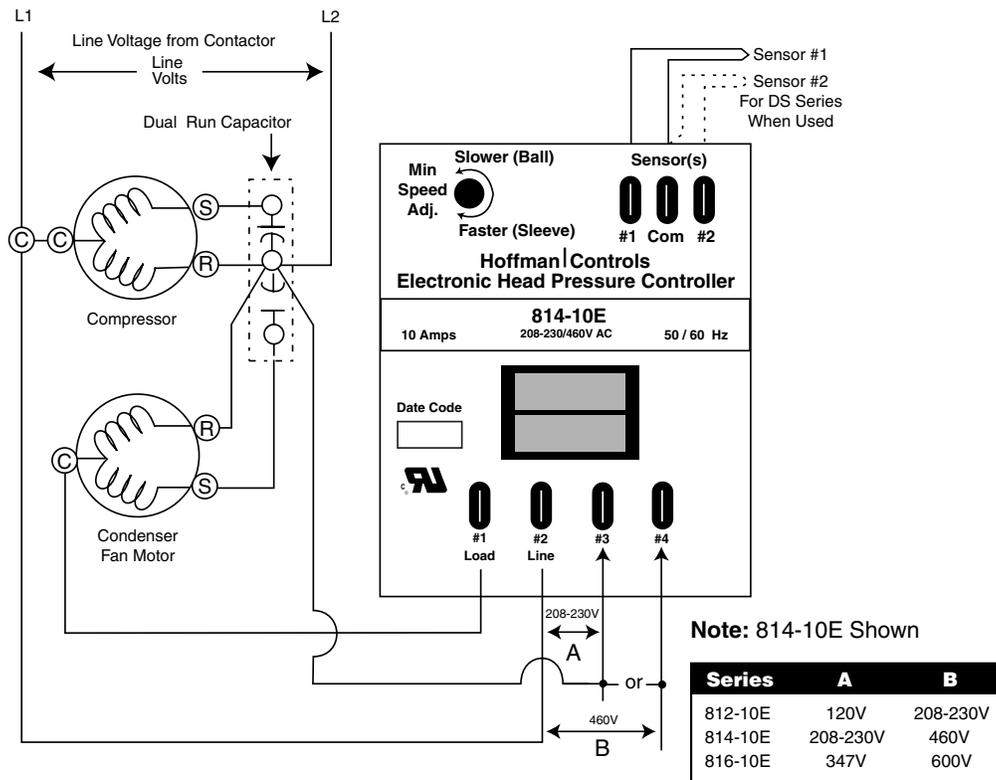 L1
L2
Line Voltage from Contactor
Line
Volts
Dual Run Capacitor
S
C
C
R
Compressor
R
C
S
Condenser
Fan Motor
Sensor #1
Sensor #2
For DS Series
When Used
Slower (Ball)
Min
Speed
Adj.
Faster (Sleeve)
Sensor(s)
#1 Com #2
Hoffman Controls
Electronic Head Pressure Controller
814-10E
10 Amps 208-230/460V AC 50 / 60 Hz
Date Code
#1 #2 #3 #4
Load Line
208-230V
A
or
460V
B
Note: 814-10E Shown
Series A B
812-10E 120V 208-230V
814-10E 208-230V 460V
816-10E 347V 600V